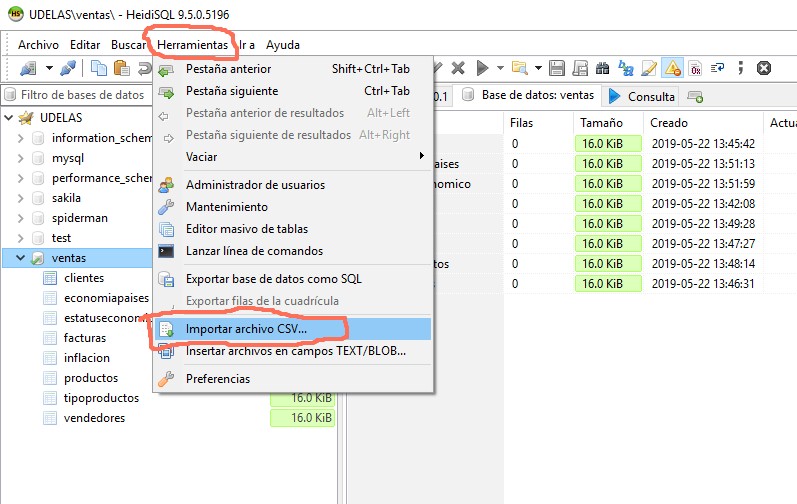 UDELAS\ventas\ - HeidiSQL 9.5.0.5196
Archivo Editar Buscar Herramientas Ir a Ayuda
Filtro de bases de datos
0.1 Base de datos: ventas Consulta
Pestaña anterior Shift+Ctrl+Tab
Pestaña siguiente Ctrl+Tab
Pestaña anterior de resultados Alt+Left
Pestaña siguiente de resultados Alt+Right
Vaciar
Administrador de usuarios
Mantenimiento
Editor masivo de tablas
Lanzar línea de comandos
Exportar base de datos como SQL
Exportar filas de la cuadrícula
Importar archivo CSV...
Insertar archivos en campos TEXT/BLOB...
Preferencias
UDELAS
information_schem
mysql
performance_schem
sakila
spiderman
test
ventas
clientes
economiapaises
estatuseconom
facturas
inflacion
productos
tipoproductos 16.0 KiB
vendedores 16.0 KiB
Filas Tamaño Creado Actua
0 16.0 KiB 2019-05-22 13:45:42
aises 0 16.0 KiB 2019-05-22 13:51:13
onomico 0 16.0 KiB 2019-05-22 13:51:59
0 16.0 KiB 2019-05-22 13:42:08
0 16.0 KiB 2019-05-22 13:49:28
0 16.0 KiB 2019-05-22 13:47:27
tos 0 16.0 KiB 2019-05-22 13:48:14
s 0 16.0 KiB 2019-05-22 13:46:31